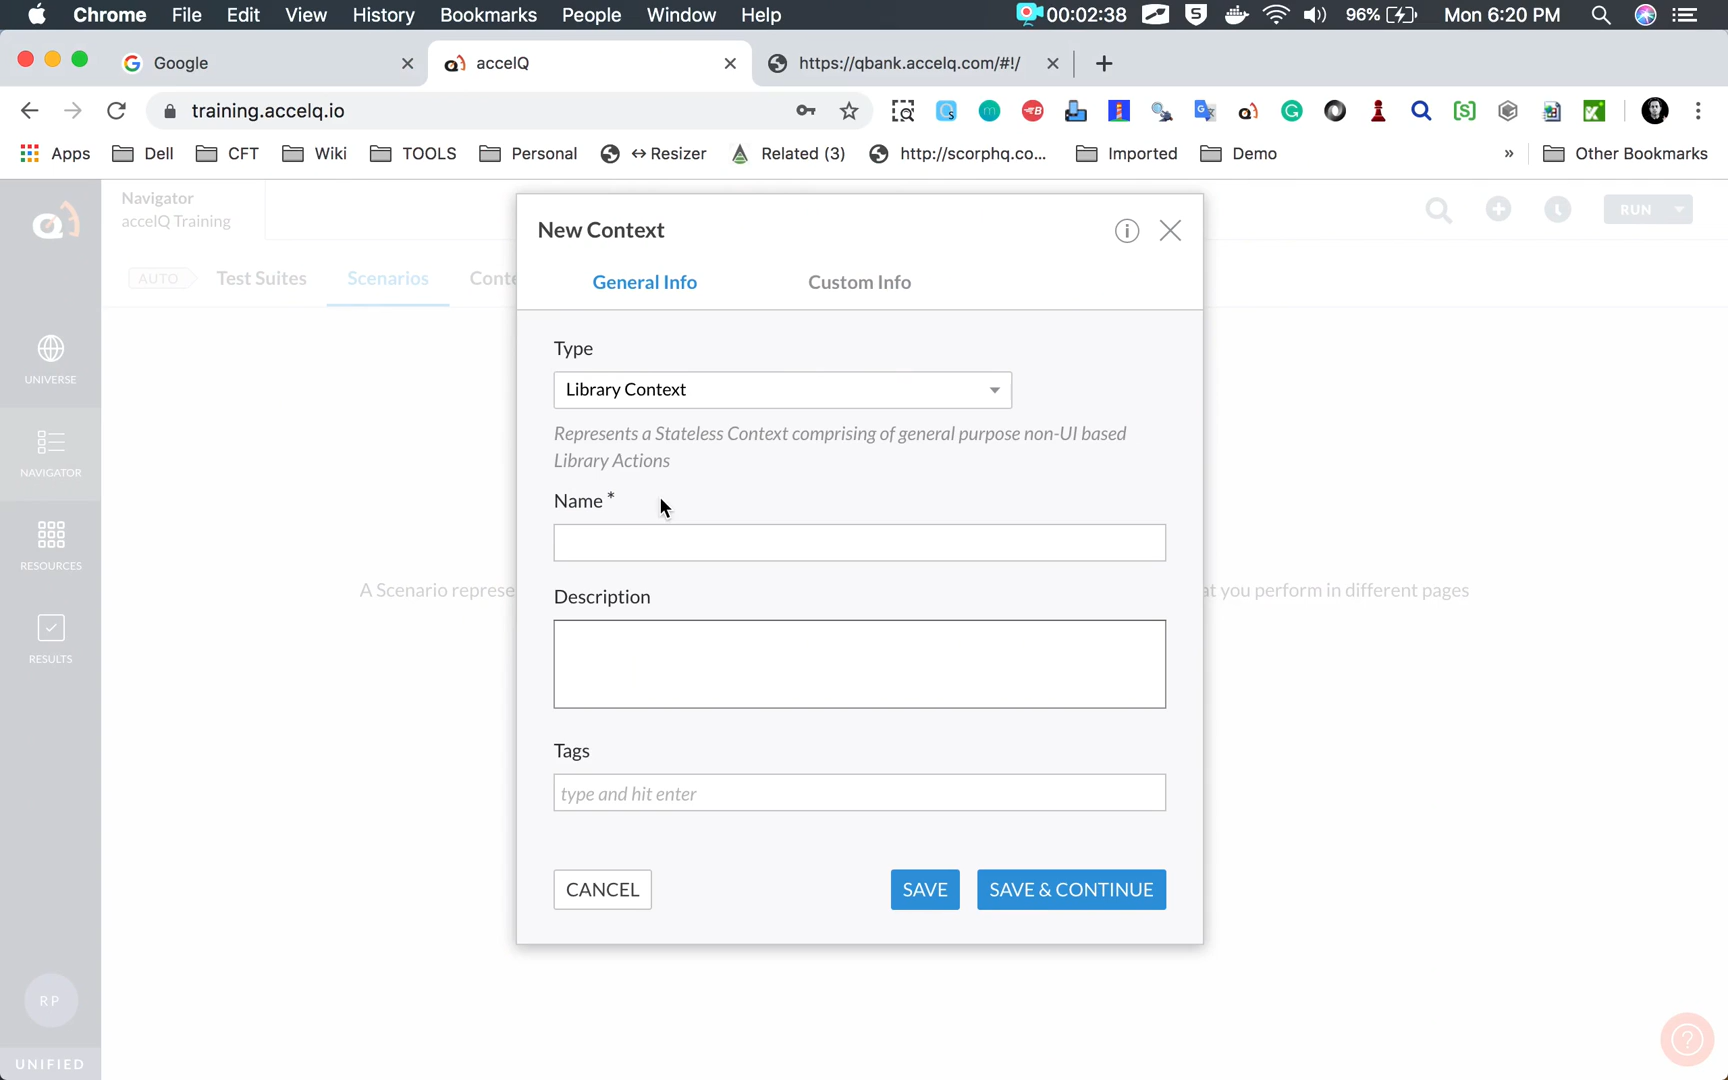 Chrome File Edit View History Bookmarks People Window Help 00:02:38 S 96% Mon 6:20 PM
Google accelQ https://qbank.accelq.com/#!/
training.accelq.io
Apps Dell CFT Wiki TOOLS Personal ↔Resizer Related (3) http://scorphq.co... Imported Demo » Other Bookmarks
Navigator
accelQ Training
RUN
AUTO Test Suites Scenarios Conte
UNIVERSE
NAVIGATOR
RESOURCES
RESULTS
RP
UNIFIED
New Context
General Info Custom Info
Type
Library Context
Represents a Stateless Context comprising of general purpose non-UI based
Library Actions
Name *
A Scenario represe
at you perform in different pages
Description
Tags
type and hit enter
CANCEL SAVE SAVE & CONTINUE
?